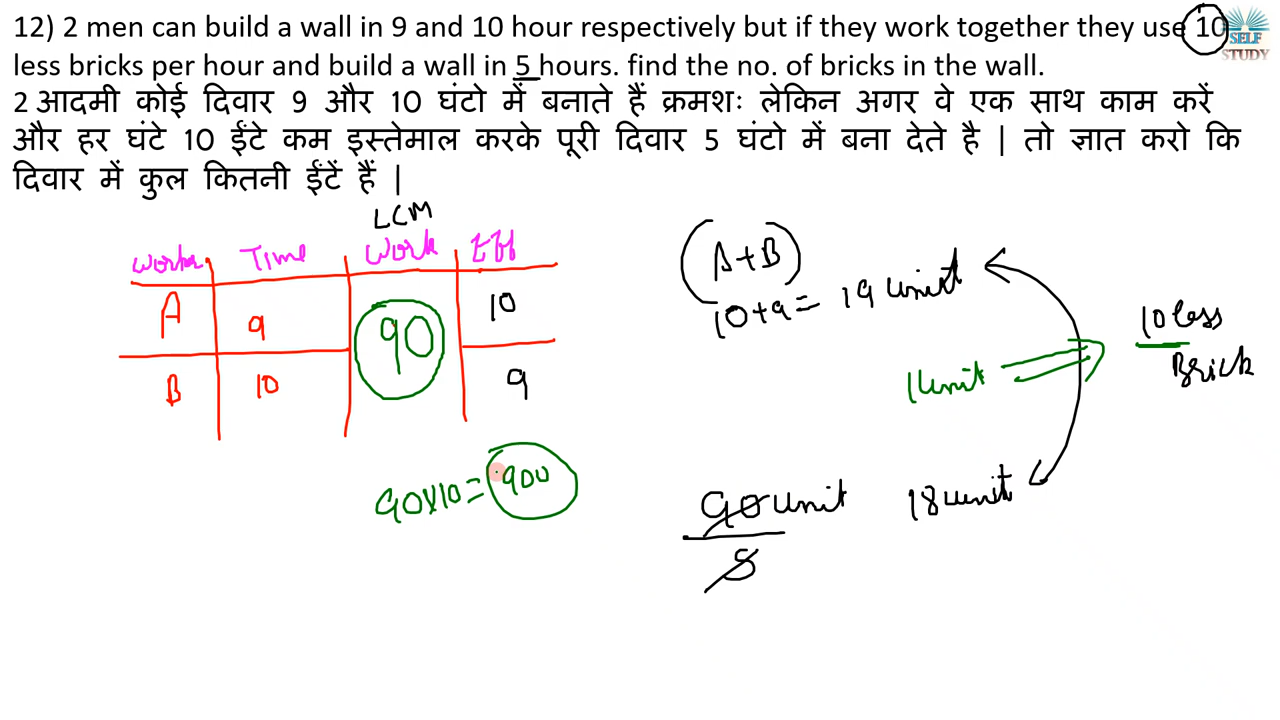 12) 2 men can build a wall in 9 and 10 hour respectively but if they work together they use 10
less bricks per hour and build a wall in 5 hours. find the no. of bricks in the wall.
2 आदमी कोई दिवार 9 और 10 घंटो में बनाते हैं क्रमशः लेकिन अगर वे एक साथ काम करें
और हर घंटे 10 ईंटे कम इस्तेमाल करके पूरी दिवार 5 घंटो में बना देते है | तो ज्ञात करो कि
दिवार में कुल कितनी ईंटें हैं |
SELF
STUDY
LCM
Worker Time Work Eff
A 9 90 10
B 10 9
90x10= 900
(A+B)
10+9= 19 unit
10 less
Brick
1 unit
90 unit 18 unit
5